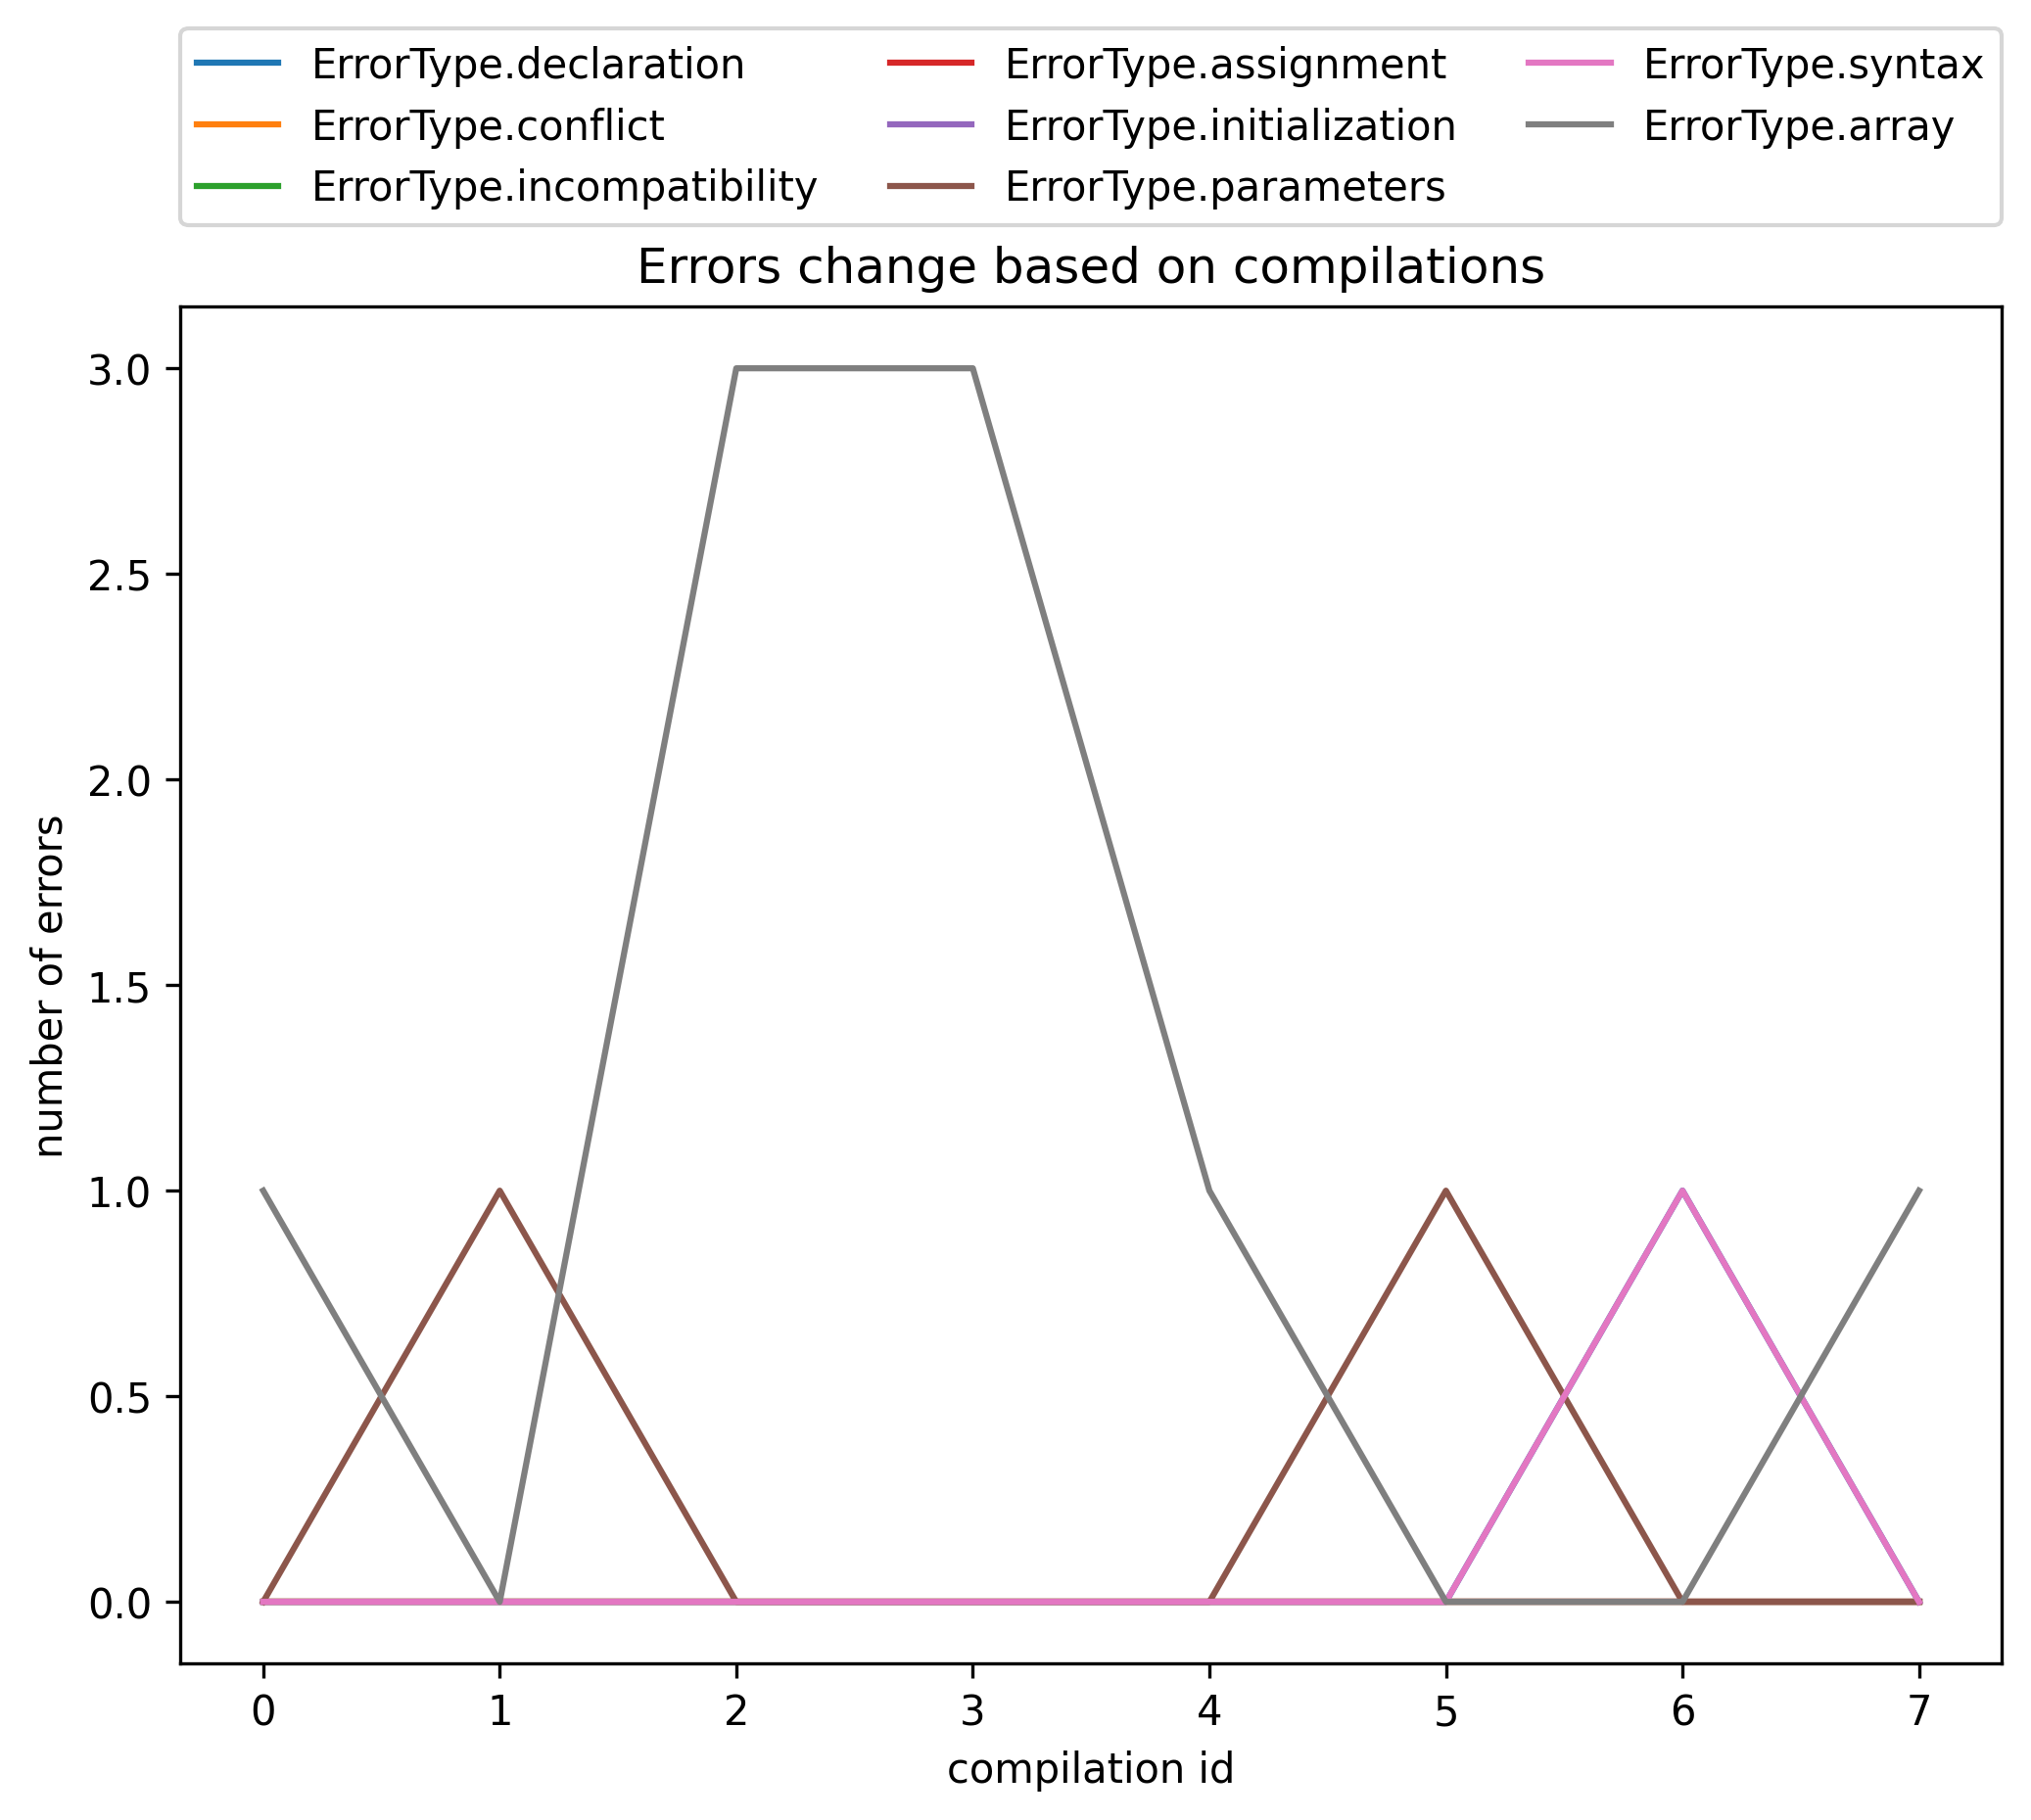 ErrorType.declaration
ErrorType.conflict
ErrorType.incompatibility
ErrorType.assignment
ErrorType.initialization
ErrorType.parameters
ErrorType.syntax
ErrorType.array
Errors change based on compilations
number of errors
3.0
2.5
2.0
1.5
1.0
0.5
0.0
0 1 2 3 4 5 6 7
compilation id